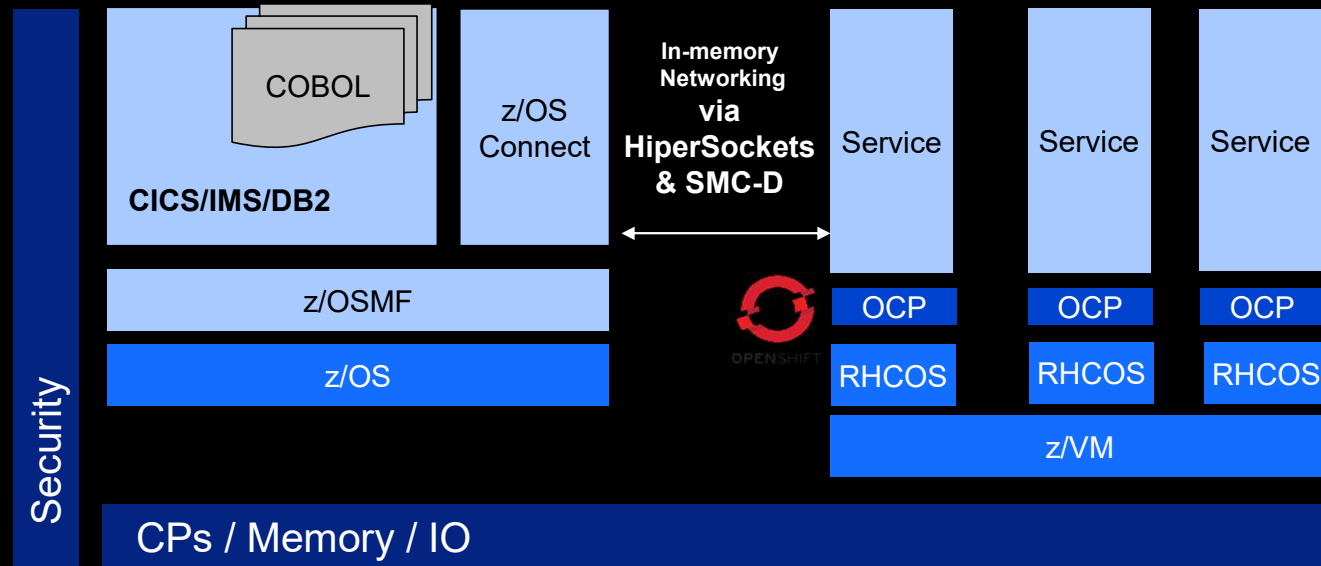 Security
COBOL
CICS/IMS/DB2
z/OS
Connect
In-memory
Networking
via
HiperSockets
& SMC-D
Service
Service
Service
z/OSMF
OPENSHIFT
OCP
OCP
OCP
z/OS
RHCOS
RHCOS
RHCOS
z/VM
CPs / Memory / IO